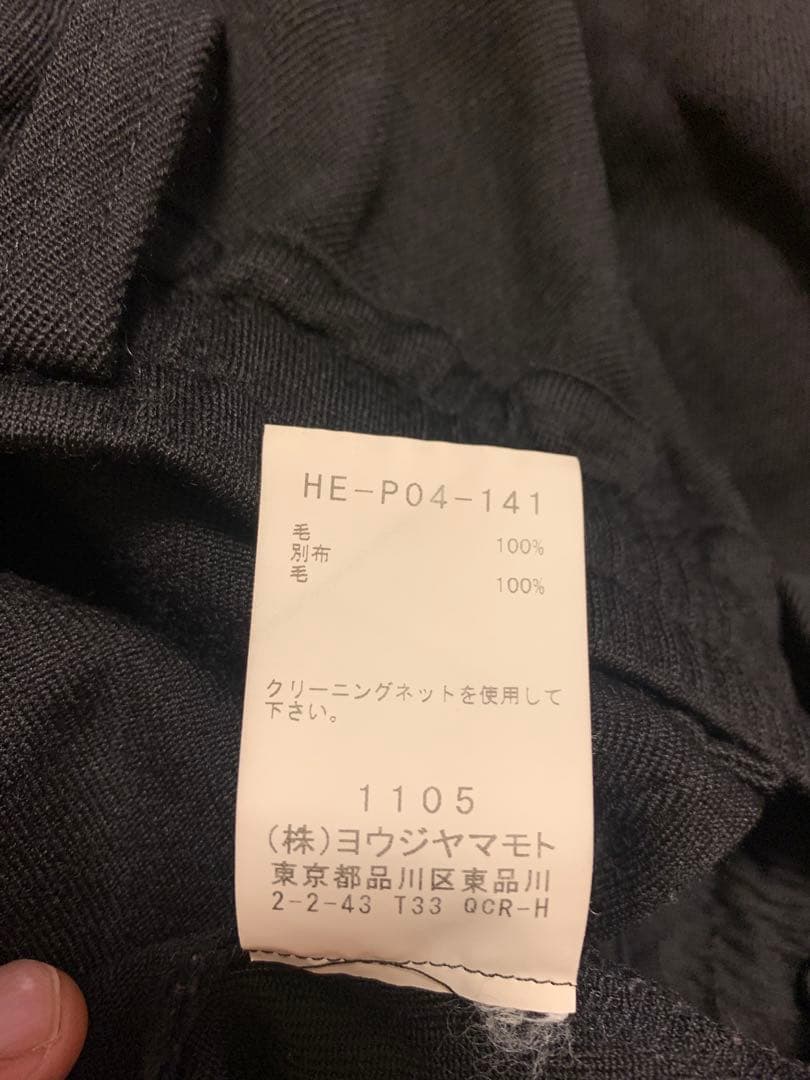 HE-P04-141
毛 100%
別布
毛 100%
クリーニングネットを使用して
下さい。
1105
(株)ヨウジヤマモト
東京都品川区東品川
2-2-43 T33 QCR-H